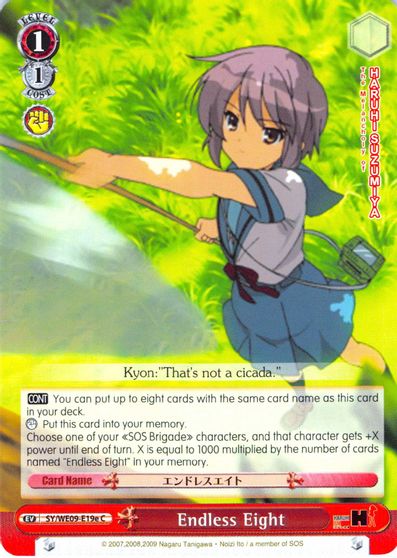 LEVEL
1
1
COST
The Melancholy of
HARUHI SUZUMIYA
Kyon:"That's not a cicada."
CONT You can put up to eight cards with the same card name as this card
in your deck.
Put this card into your memory.
Choose one of your «SOS Brigade» characters, and that character gets +X
power until end of turn. X is equal to 1000 multiplied by the number of cards
named "Endless Eight" in your memory.
Card Name エンドレスエイト
EV SY/WE09-E19e C Endless Eight
© 2007,2008,2009 Nagaru Tanigawa・Noizi Ito / a member of SOS